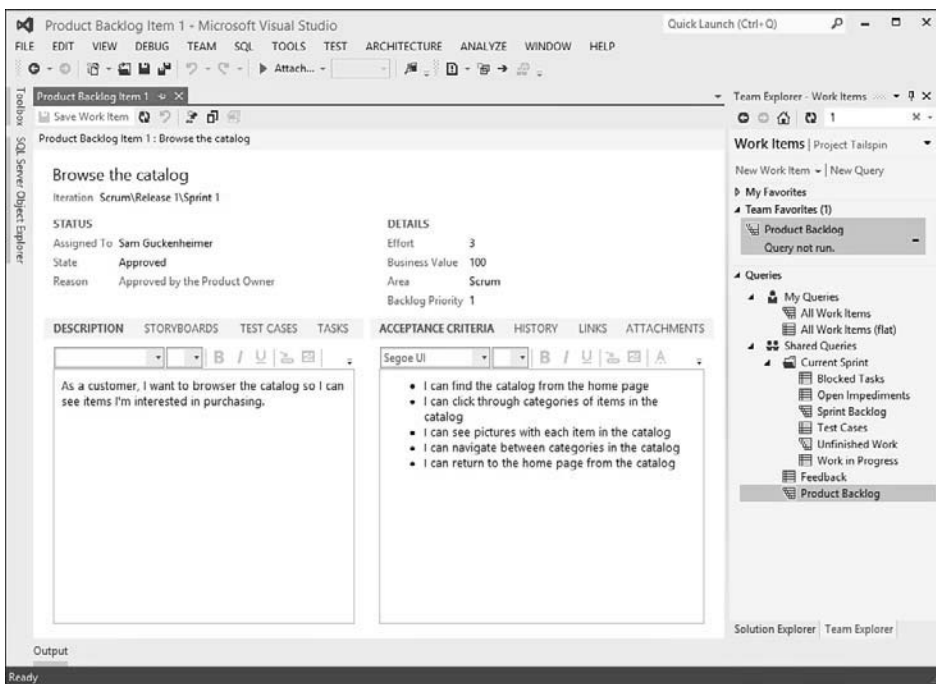 Product Backlog Item 1 - Microsoft Visual Studio
Quick Launch (Ctrl+Q)
FILE EDIT VIEW DEBUG TEAM SQL TOOLS TEST ARCHITECTURE ANALYZE WINDOW HELP
Attach...
Toolbox
SQL Server Object Explorer
Product Backlog Item 1
Save Work Item
Product Backlog Item 1 : Browse the catalog
Browse the catalog
Iteration Scrum\Release 1\Sprint 1
STATUS
Assigned To Sam Guckenheimer
State Approved
Reason Approved by the Product Owner
DETAILS
Effort 3
Business Value 100
Area Scrum
Backlog Priority 1
DESCRIPTION STORYBOARDS TEST CASES TASKS
B I U
As a customer, I want to browser the catalog so I can
see items I'm interested in purchasing.
ACCEPTANCE CRITERIA HISTORY LINKS ATTACHMENTS
Segoe UI B I U A
• I can find the catalog from the home page
• I can click through categories of items in the
catalog
• I can see pictures with each item in the catalog
• I can navigate between categories in the catalog
• I can return to the home page from the catalog
Team Explorer - Work Items
1
Work Items | Project Tailspin
New Work Item | New Query
My Favorites
Team Favorites (1)
Product Backlog
Query not run.
Queries
My Queries
All Work Items
All Work Items (flat)
Shared Queries
Current Sprint
Blocked Tasks
Open Impediments
Sprint Backlog
Test Cases
Unfinished Work
Work in Progress
Feedback
Product Backlog
Solution Explorer Team Explorer
Output
Ready